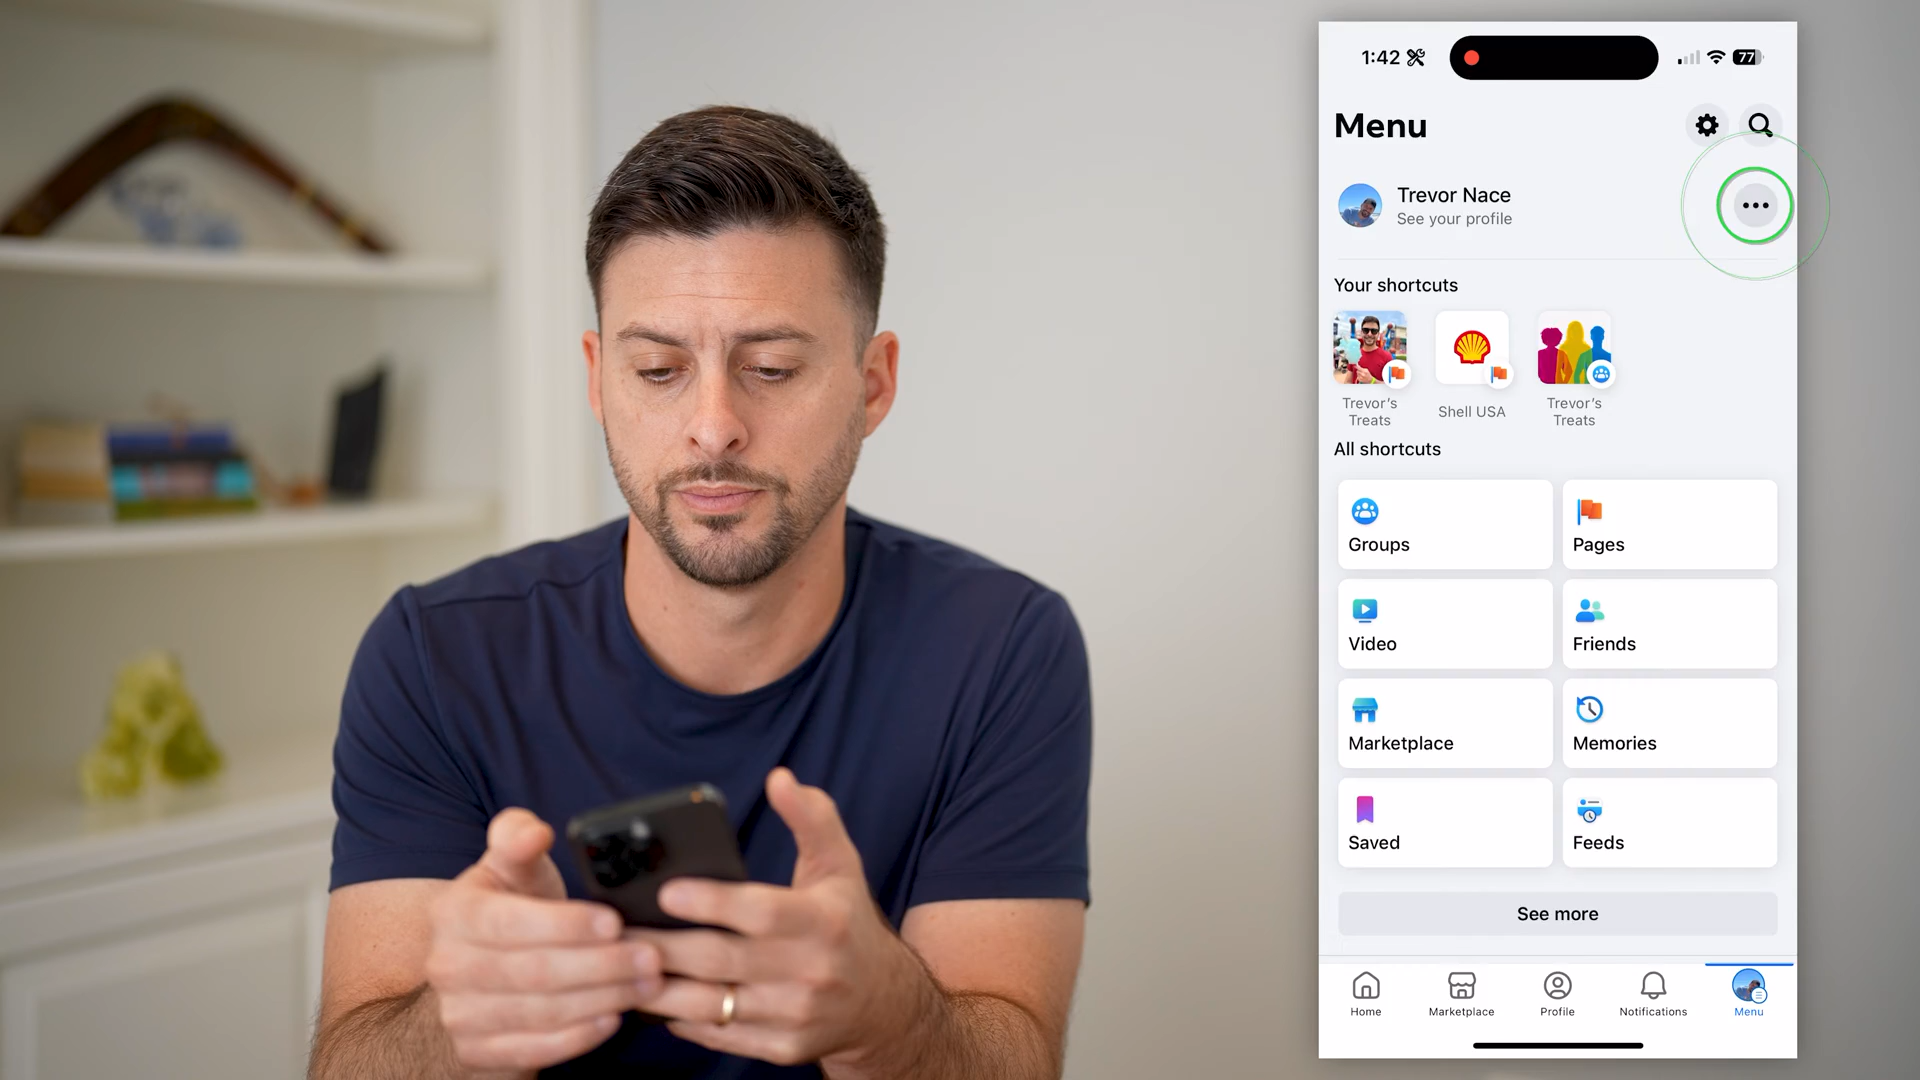 1:42
77
Menu
Trevor Nace
See your profile
Your shortcuts
Trevor's
Treats
Shell USA
Trevor's
Treats
All shortcuts
Groups
Pages
Video
Friends
Marketplace
Memories
Saved
Feeds
See more
Home
Marketplace
Profile
Notifications
Menu